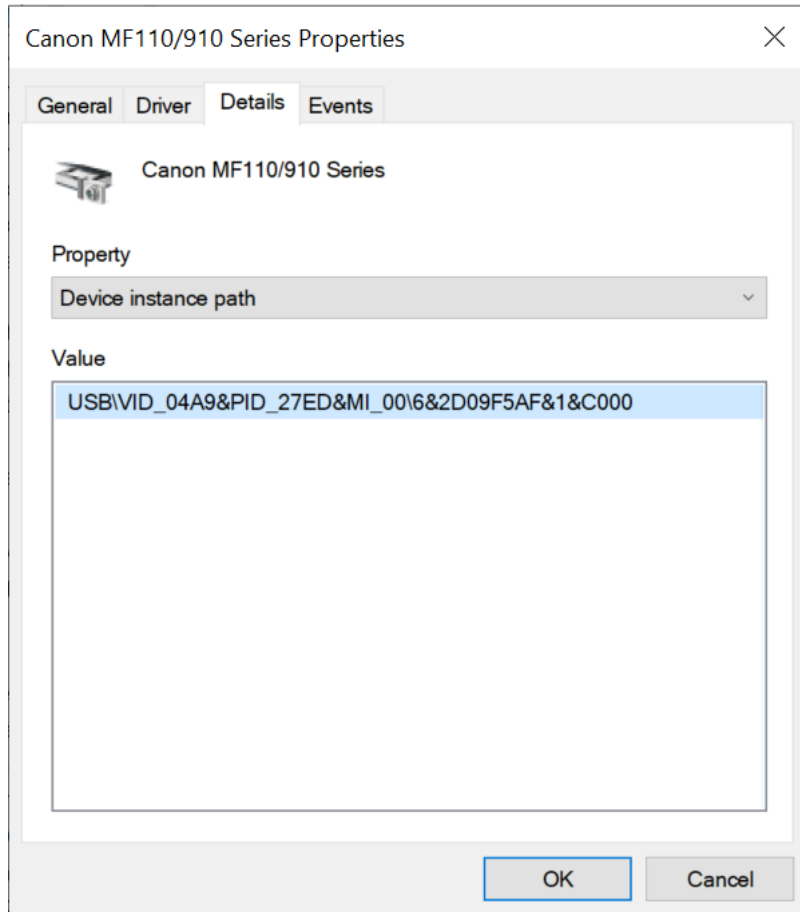 Canon MF110/910 Series Properties
General Driver Details Events
Canon MF110/910 Series
Property
Device instance path
Value
USB\VID_04A9&PID_27ED&MI_00\6&2D09F5AF&1&C000
OK Cancel